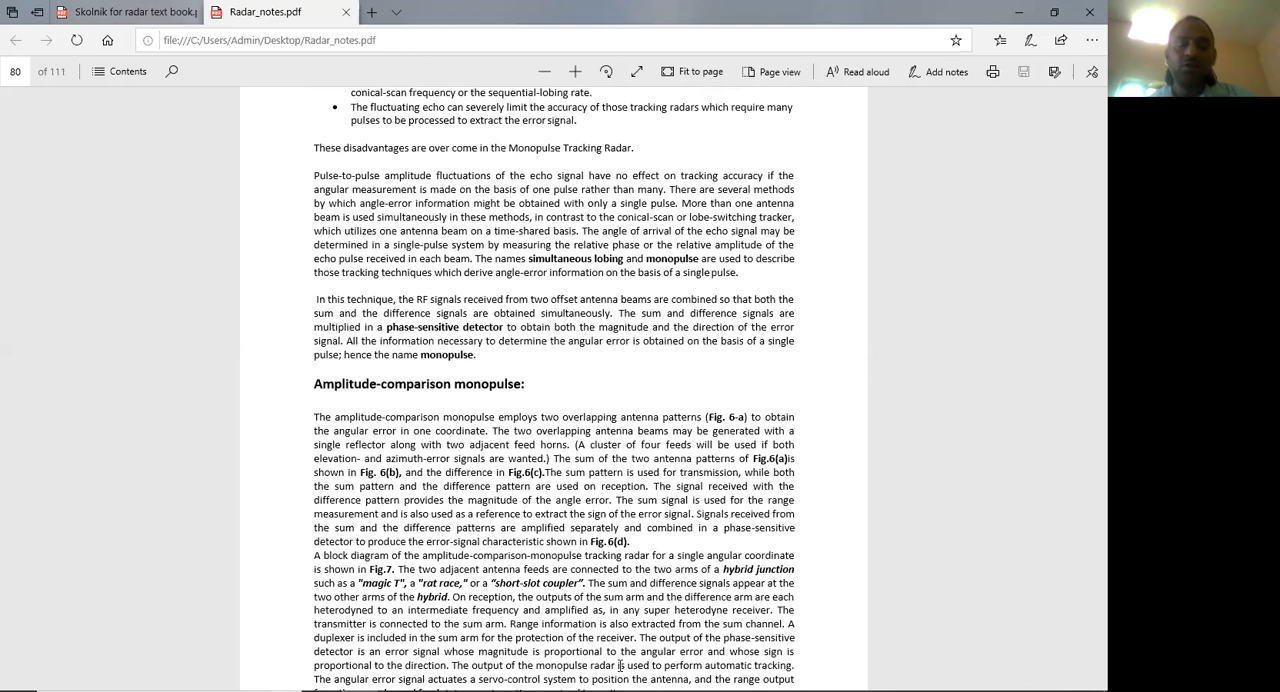 Skolnik for radar text book.p
Radar_notes.pdf
file:///C:/Users/Admin/Desktop/Radar_notes.pdf
80 of 111 Contents Fit to page Page view Read aloud Add notes
conical-scan frequency or the sequential-lobing rate.
• The fluctuating echo can severely limit the accuracy of those tracking radars which require many
pulses to be processed to extract the error signal.
These disadvantages are over come in the Monopulse Tracking Radar.
Pulse-to-pulse amplitude fluctuations of the echo signal have no effect on tracking accuracy if the
angular measurement is made on the basis of one pulse rather than many. There are several methods
by which angle-error information might be obtained with only a single pulse. More than one antenna
beam is used simultaneously in these methods, in contrast to the conical-scan or lobe-switching tracker,
which utilizes one antenna beam on a time-shared basis. The angle of arrival of the echo signal may be
determined in a single-pulse system by measuring the relative phase or the relative amplitude of the
echo pulse received in each beam. The names simultaneous lobing and monopulse are used to describe
those tracking techniques which derive angle-error information on the basis of a single pulse.
In this technique, the RF signals received from two offset antenna beams are combined so that both the
sum and the difference signals are obtained simultaneously. The sum and difference signals are
multiplied in a phase-sensitive detector to obtain both the magnitude and the direction of the error
signal. All the information necessary to determine the angular error is obtained on the basis of a single
pulse; hence the name monopulse.
Amplitude-comparison monopulse:
The amplitude-comparison monopulse employs two overlapping antenna patterns (Fig. 6-a) to obtain
the angular error in one coordinate. The two overlapping antenna beams may be generated with a
single reflector along with two adjacent feed horns. (A cluster of four feeds will be used if both
elevation- and azimuth-error signals are wanted.) The sum of the two antenna patterns of Fig.6(a)is
shown in Fig. 6(b), and the difference in Fig.6(c).The sum pattern is used for transmission, while both
the sum pattern and the difference pattern are used on reception. The signal received with the
difference pattern provides the magnitude of the angle error. The sum signal is used for the range
measurement and is also used as a reference to extract the sign of the error signal. Signals received from
the sum and the difference patterns are amplified separately and combined in a phase-sensitive
detector to produce the error-signal characteristic shown in Fig. 6(d).
A block diagram of the amplitude-comparison-monopulse tracking radar for a single angular coordinate
is shown in Fig.7. The two adjacent antenna feeds are connected to the two arms of a hybrid junction
such as a "magic T", a "rat race," or a “short-slot coupler”. The sum and difference signals appear at the
two other arms of the hybrid. On reception, the outputs of the sum arm and the difference arm are each
heterodyned to an intermediate frequency and amplified as, in any super heterodyne receiver. The
transmitter is connected to the sum arm. Range information is also extracted from the sum channel. A
duplexer is included in the sum arm for the protection of the receiver. The output of the phase-sensitive
detector is an error signal whose magnitude is proportional to the angular error and whose sign is
proportional to the direction. The output of the monopulse radar is used to perform automatic tracking.
The angular error signal actuates a servo-control system to position the antenna, and the range output